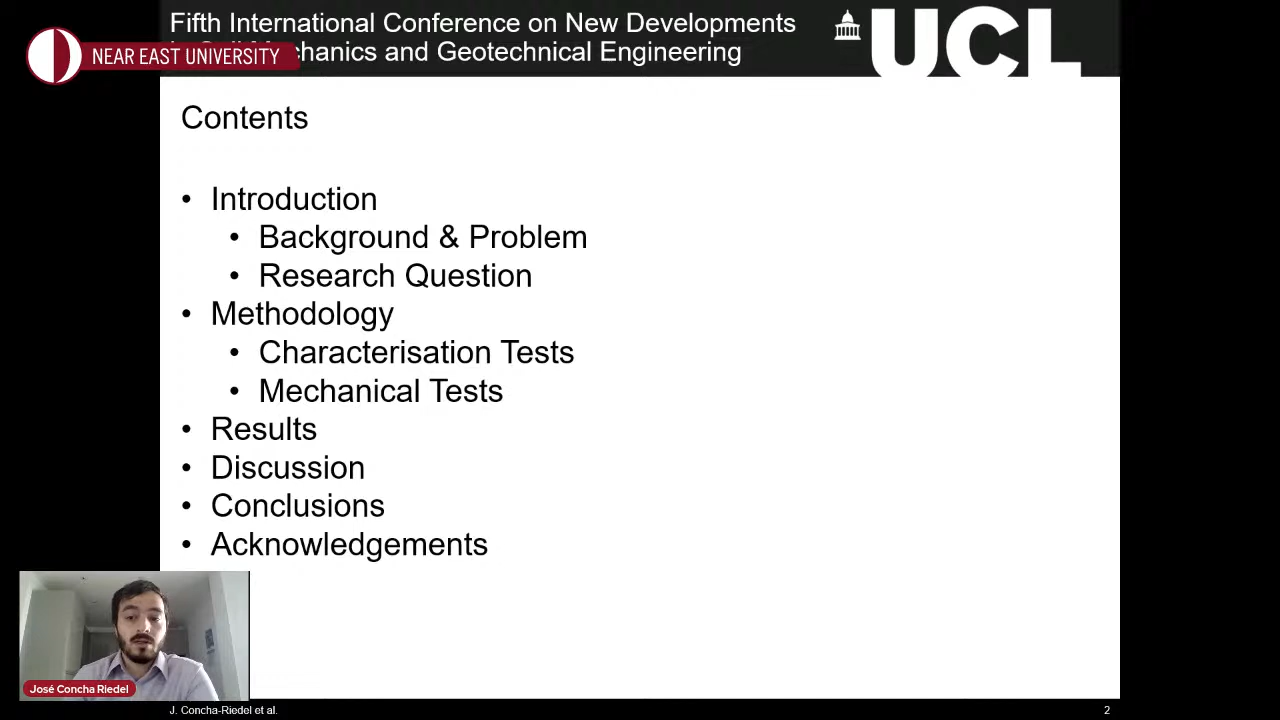 Fifth International Conference on New Developments
chanics and Geotechnical Engineering
NEAR EAST UNIVERSITY
UCL
Contents
• Introduction
• Background & Problem
• Research Question
• Methodology
• Characterisation Tests
• Mechanical Tests
• Results
• Discussion
• Conclusions
• Acknowledgements
José Concha Riedel
J. Concha-Riedel et al.
2